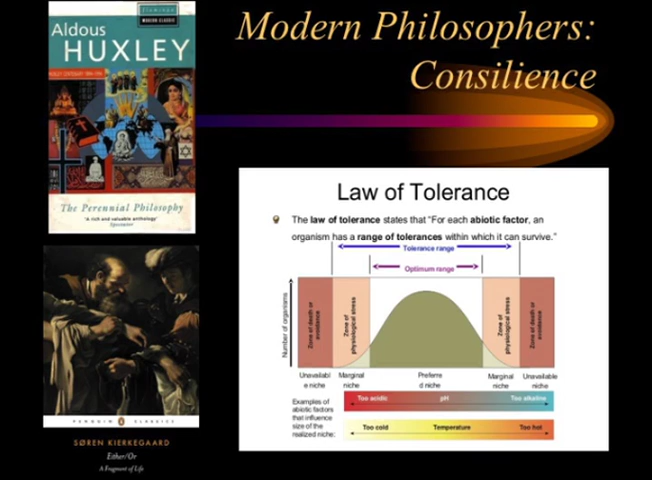 Modern Philosophers:
Consilience
Flamingo
MODERN CLASSIC
Aldous
HUXLEY
The Perennial Philosophy
'A rich and valuable anthology'
Spectator
PENGUIN CLASSICS
SØREN KIERKEGAARD
Either/Or
A Fragment of Life
Law of Tolerance
The law of tolerance states that “For each abiotic factor, an
organism has a range of tolerances within which it can survive.”
Tolerance range
Optimum range
Number of organisms
Zone of death or
avoidance
Zone of
physiological stress
Zone of
physiological stress
Zone of death or
avoidance
Unavailabl
e niche
Marginal
niche
Preferre
d niche
Marginal
niche
Unavailable
niche
Examples of
abiotic factors
that influence
size of the
realized niche:
Too acidic pH Too alkaline
Too cold Temperature Too hot